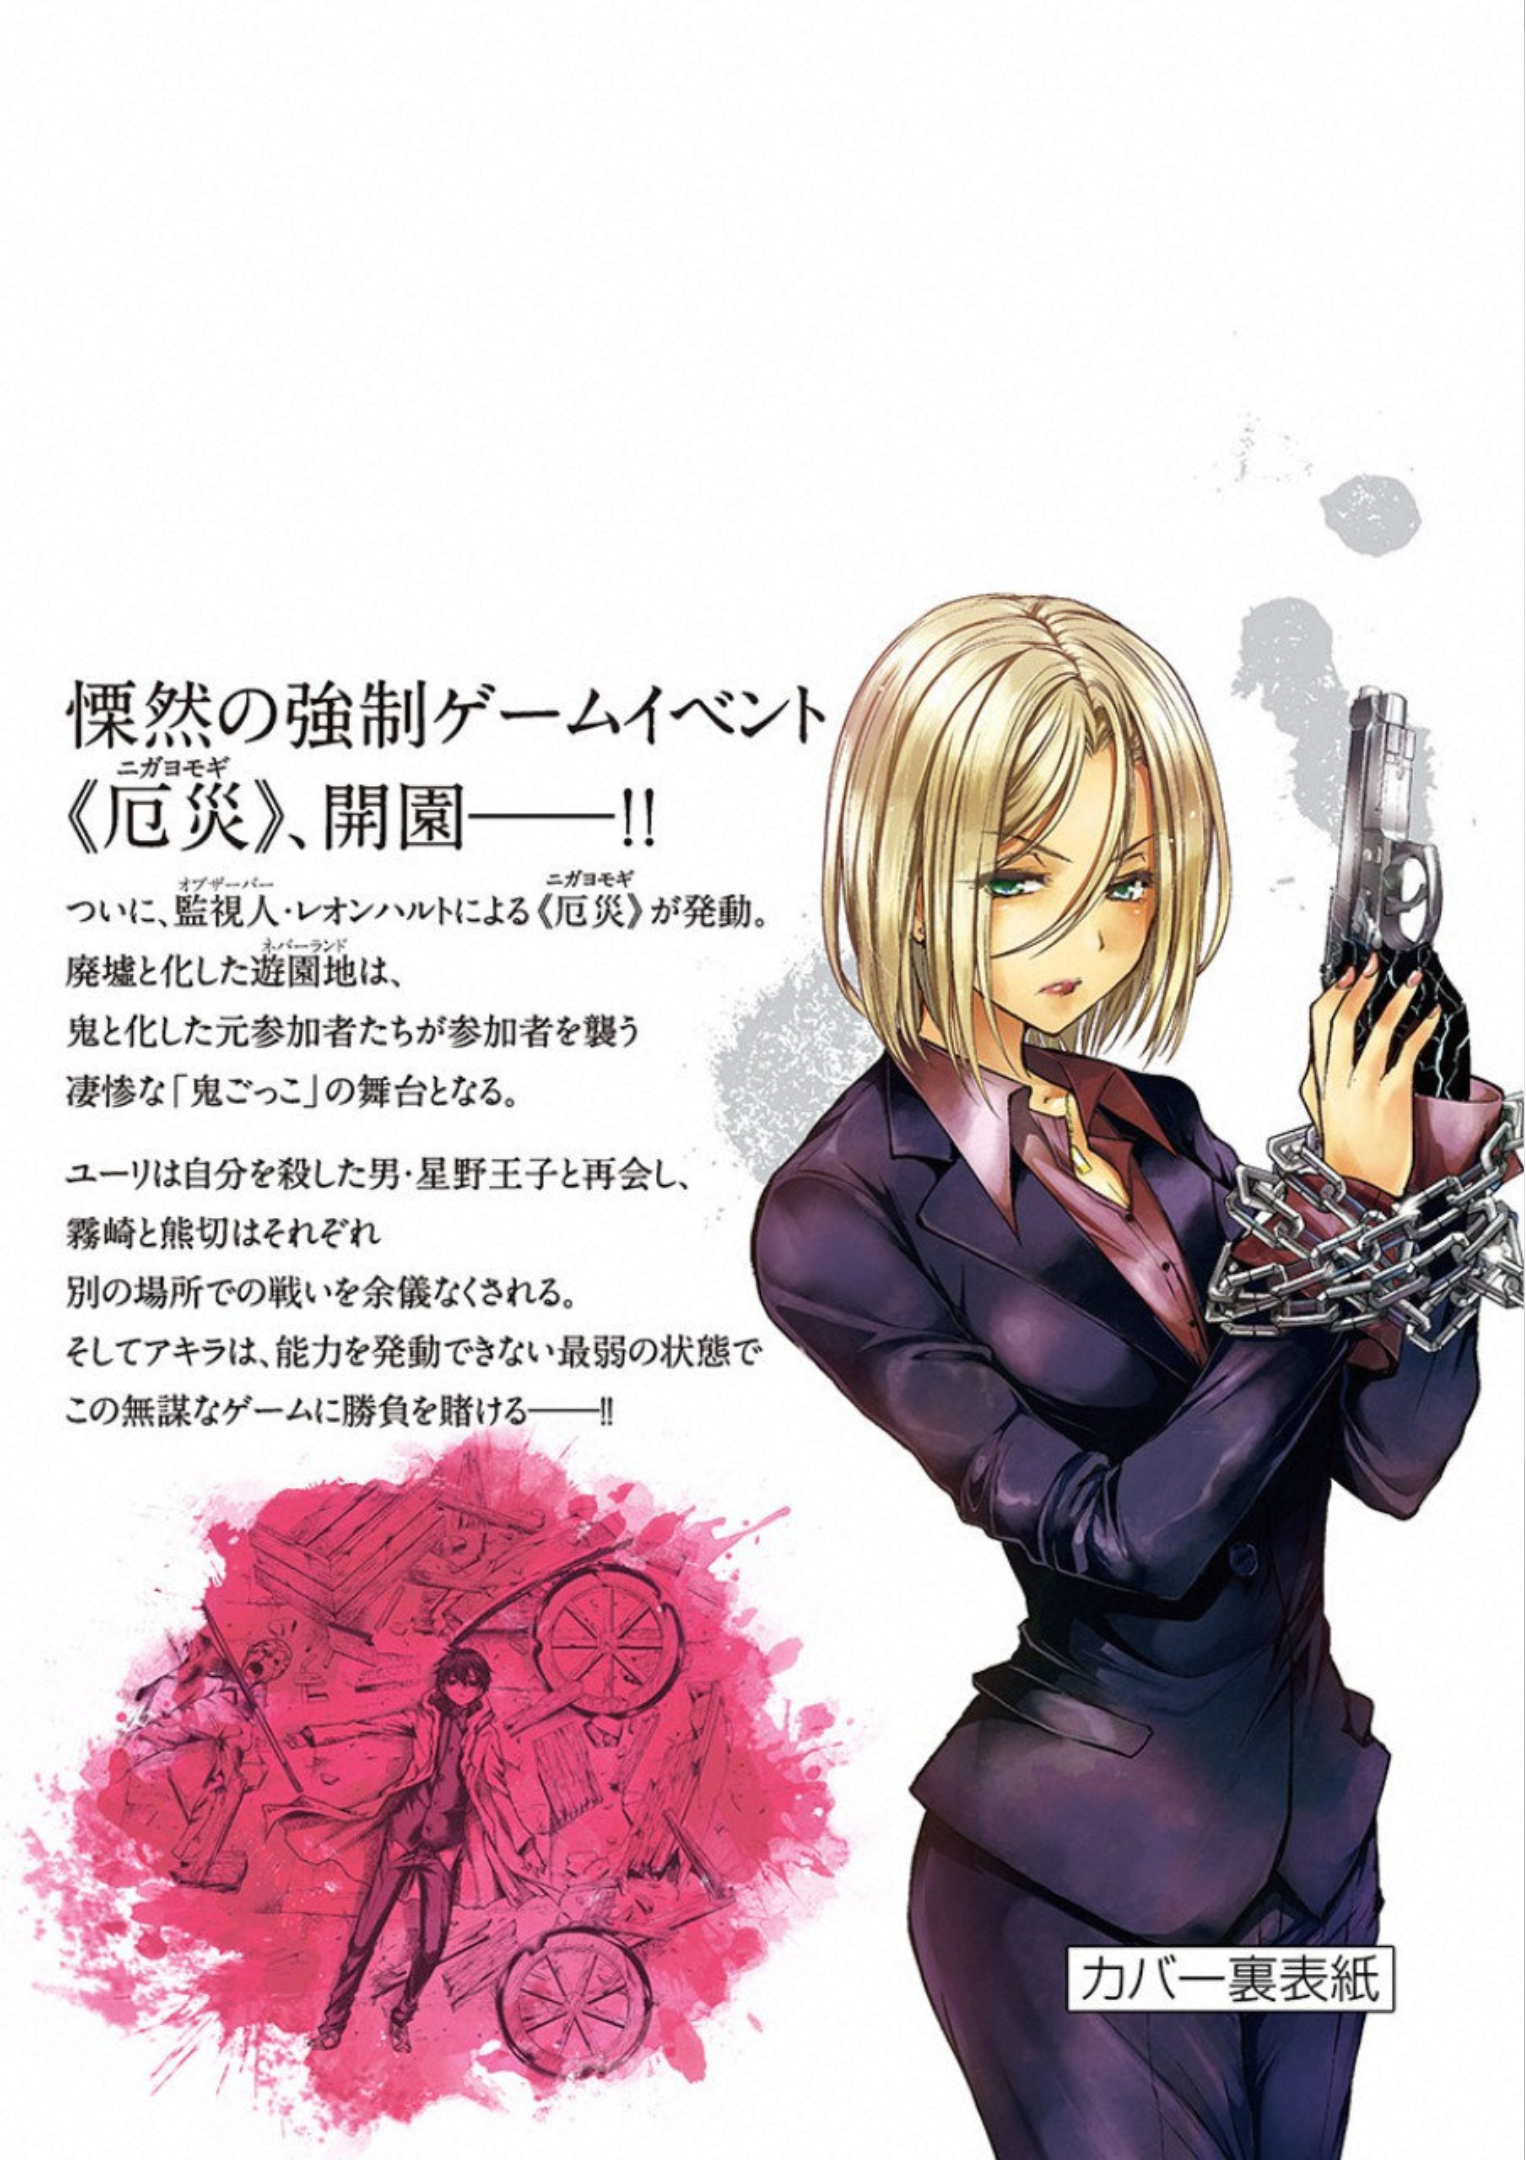 慄然の強制ゲームイベント
ニガヨモギ
《厄災》、開園――!!
オブザーバー ニガヨモギ
ついに、監視人・レオンハルトによる《厄災》が発動。
ネバーランド
廃墟と化した遊園地は、
鬼と化した元参加者たちが参加者を襲う
凄惨な「鬼ごっこ」の舞台となる。
ユーリは自分を殺した男・星野王子と再会し、
霧崎と熊切はそれぞれ
別の場所での戦いを余儀なくされる。
そしてアキラは、能力を発動できない最弱の状態で
この無謀なゲームに勝負を賭ける――!!
カバー裏表紙